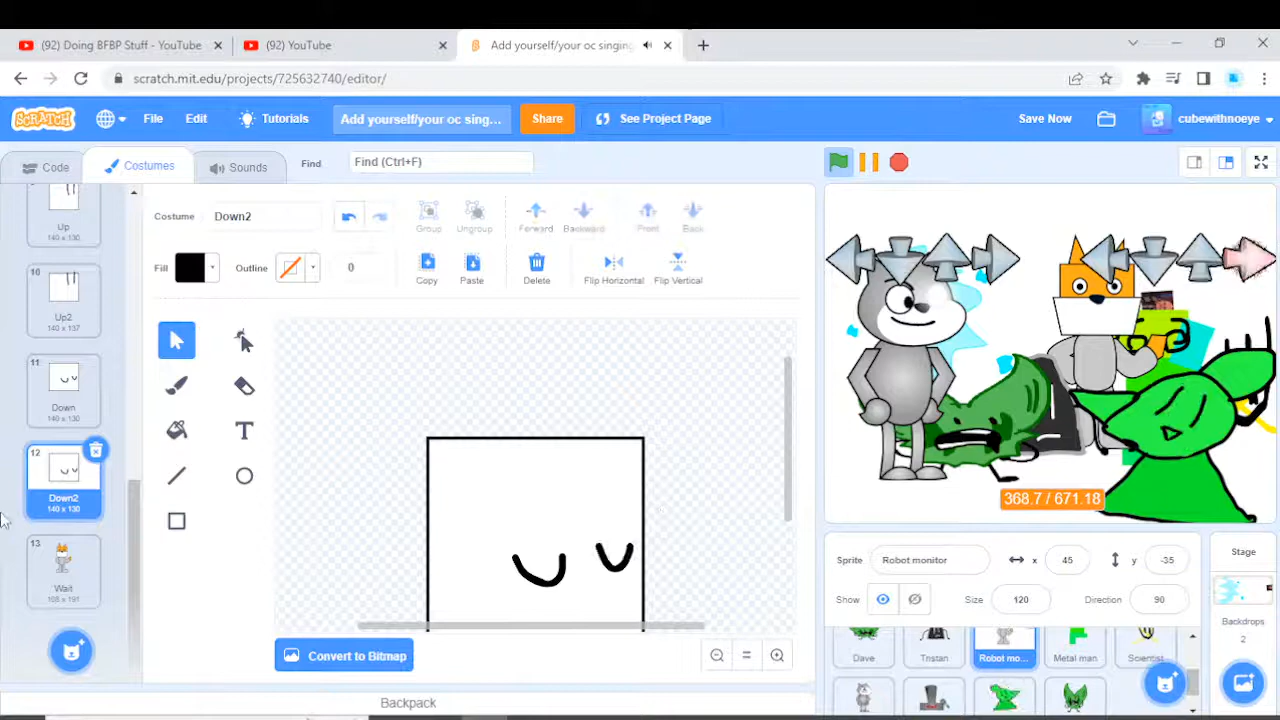 (92) Doing BFBP Stuff - YouTube
(92) YouTube
Add yourself/your oc singing
scratch.mit.edu/projects/725632740/editor/
SCRATCH
File
Edit
Tutorials
Add yourself/your oc sing...
Share
See Project Page
Save Now
cubewithnoeye
Code
Costumes
Sounds
Find
Find (Ctrl+F)
Up
140 x 130
10
Up2
140 x 137
11
Down
140 x 130
12
Down2
140 x 130
13
Wait
168 x 191
Costume
Down2
Group
Ungroup
Forward
Backward
Front
Back
Fill
Outline
0
Copy
Paste
Delete
Flip Horizontal
Flip Vertical
T
Convert to Bitmap
Backpack
368.7 / 671.18
Sprite
Robot monitor
x
45
y
-35
Show
Size
120
Direction
90
Stage
Backdrops
2
Dave
Tristan
Robot mo...
Metal man
Scientist